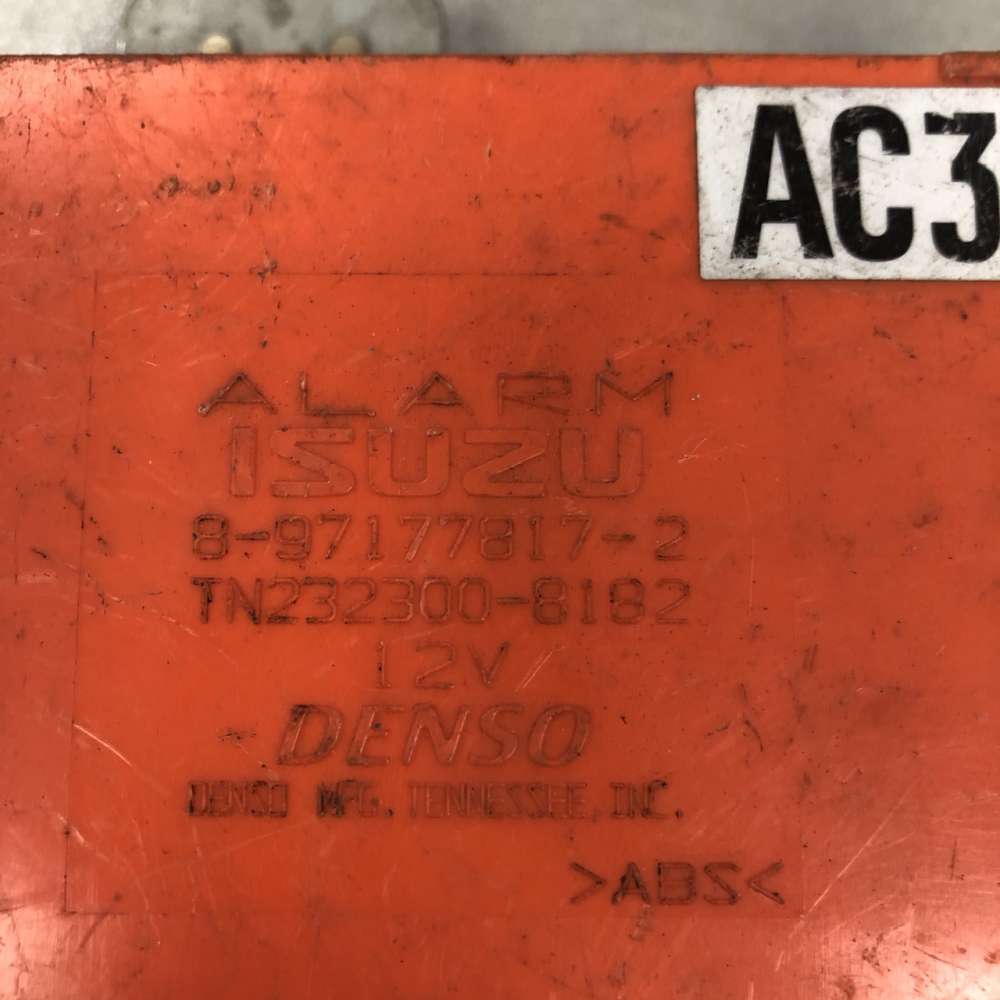 AC3
ALARM
ISUZU
8-97177817-2
TN232300-8182
12V
DENSO
DENSO MFG. TENNESSEE, INC.
>ABS<